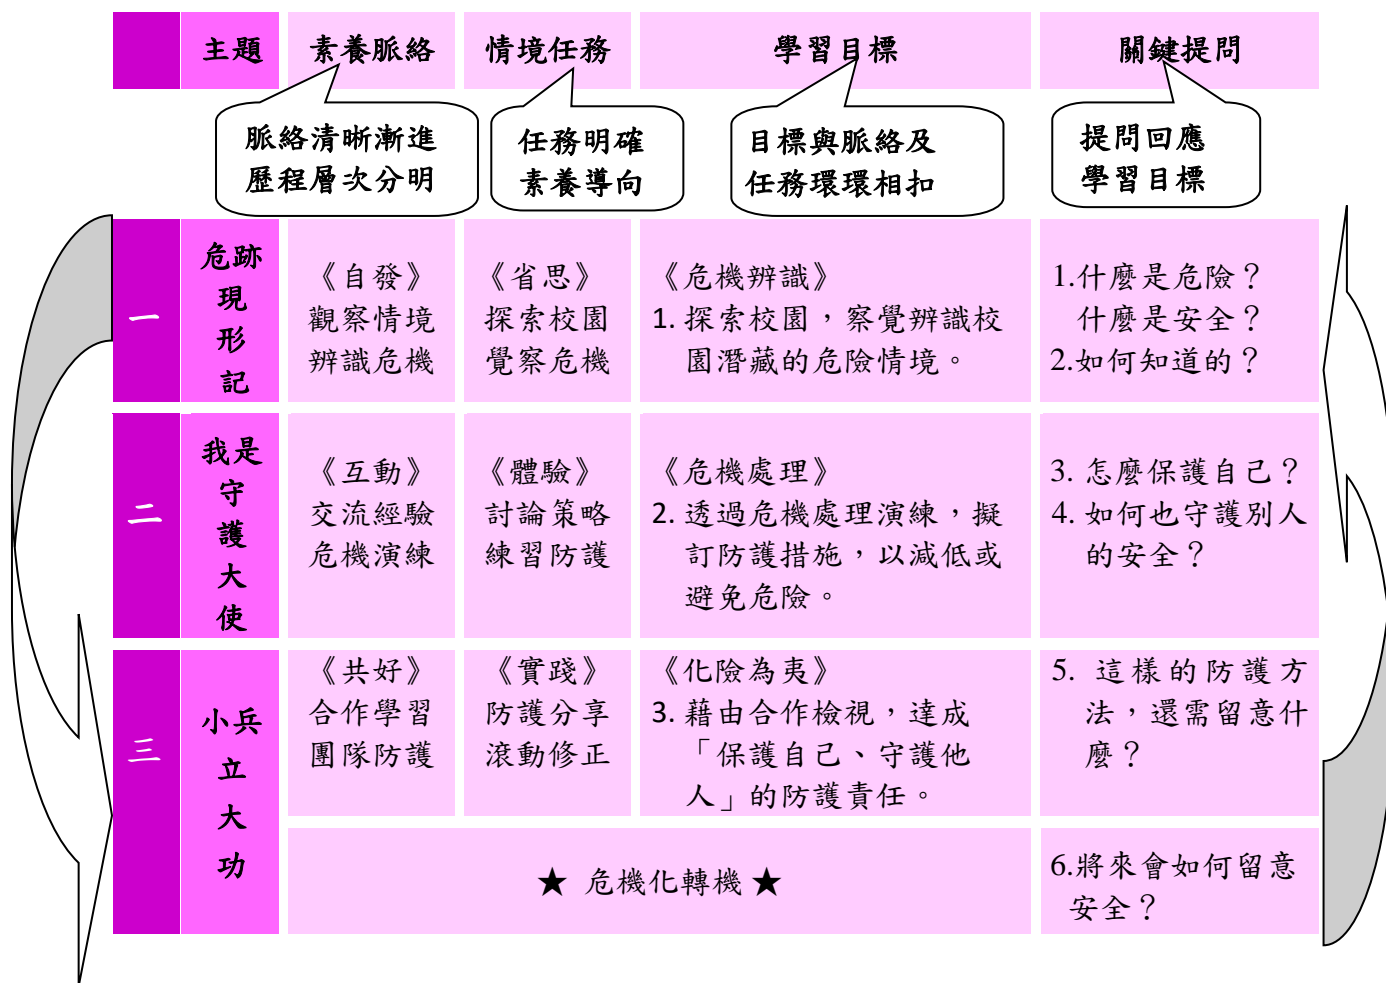 主題
素養脈絡
情境任務
學習目標
關鍵提問
脈絡清晰漸進
歷程層次分明
任務明確
素養導向
目標與脈絡及
任務環環相扣
提問回應
學習目標
一
危跡
現
形
記
《自發》
觀察情境
辨識危機
《省思》
探索校園
覺察危機
《危機辨識》
1. 探索校園，察覺辨識校
園潛藏的危險情境。
1.什麼是危險？
什麼是安全？
2.如何知道的？
二
我是
守
護
大
使
《互動》
交流經驗
危機演練
《體驗》
討論策略
練習防護
《危機處理》
2. 透過危機處理演練，擬
訂防護措施，以減低或
避免危險。
3. 怎麼保護自己？
4. 如何也守護別人
的安全？
三
小兵
立
大
功
《共好》
合作學習
團隊防護
《實踐》
防護分享
滾動修正
《化險為夷》
3. 藉由合作檢視，達成
「保護自己、守護他
人」的防護責任。
5. 這樣的防護方
法，還需留意什
麼？
★ 危機化轉機 ★
6.將來會如何留意
安全？